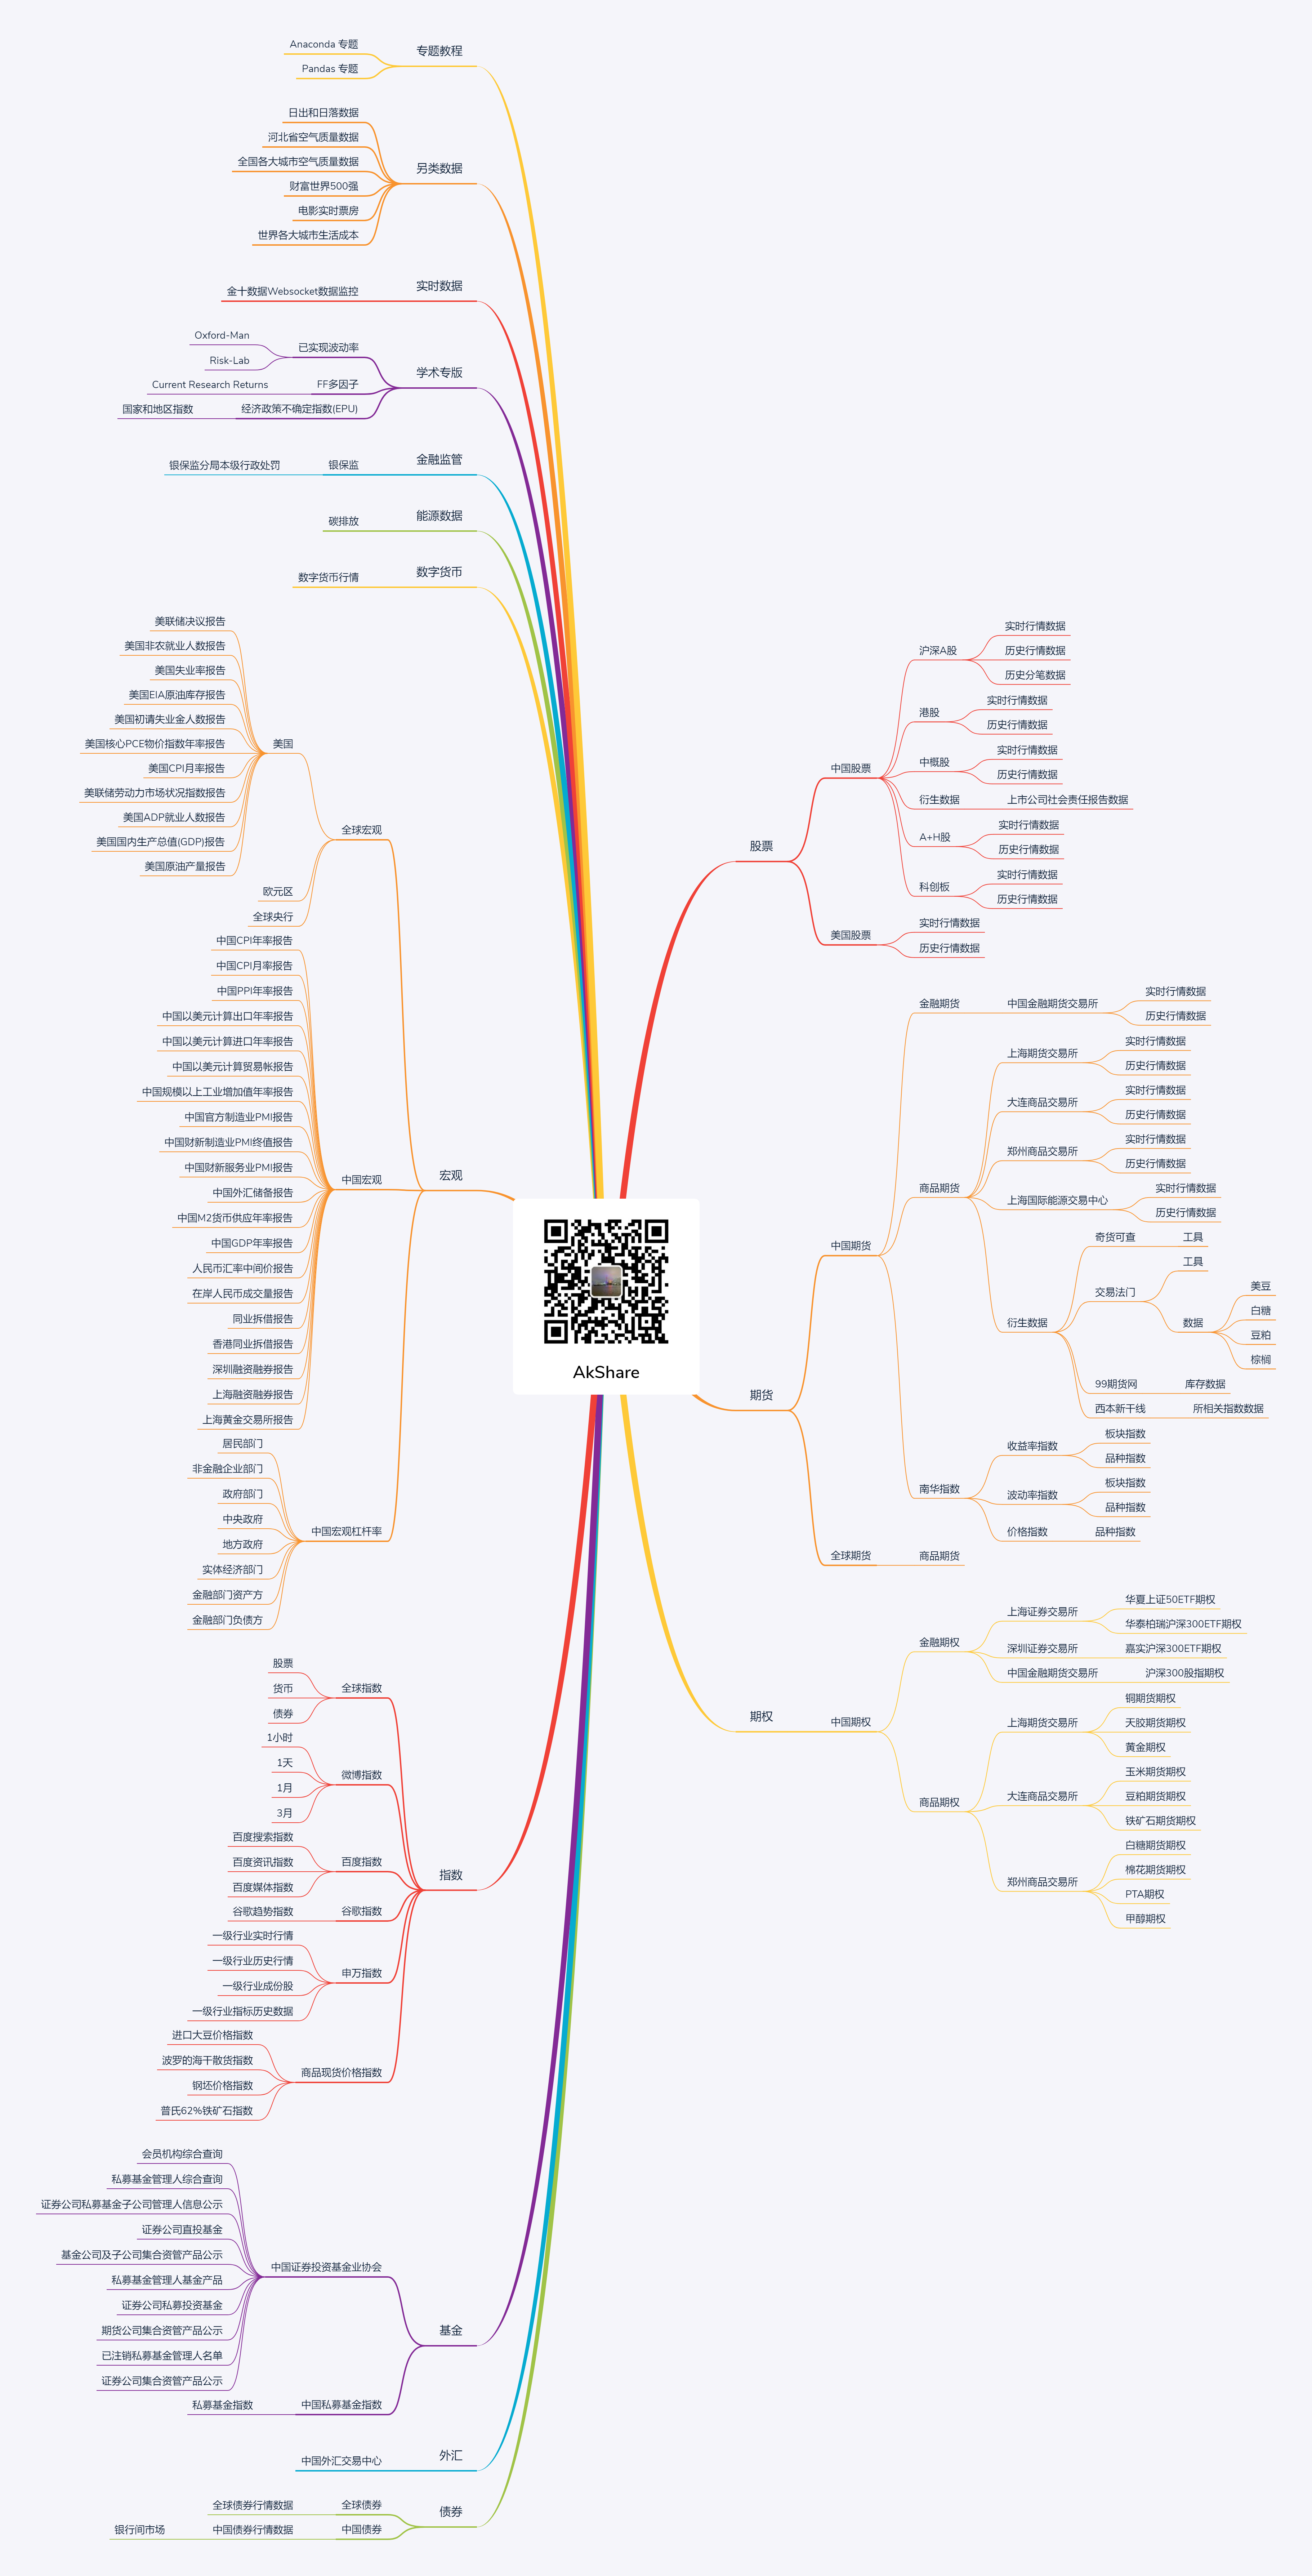 专题教程
Anaconda 专题
Pandas 专题
另类数据
日出和日落数据
河北省空气质量数据
全国各大城市空气质量数据
财富世界500强
电影实时票房
世界各大城市生活成本
实时数据
金十数据Websocket数据监控
学术专版
已实现波动率
Oxford-Man
Risk-Lab
FF多因子
Current Research Returns
经济政策不确定指数(EPU)
国家和地区指数
金融监管
银保监
银保监分局本级行政处罚
能源数据
碳排放
数字货币
数字货币行情
宏观
全球宏观
美国
美联储决议报告
美国非农就业人数报告
美国失业率报告
美国EIA原油库存报告
美国初请失业金人数报告
美国核心PCE物价指数年率报告
美国CPI月率报告
美联储劳动力市场状况指数报告
美国ADP就业人数报告
美国国内生产总值(GDP)报告
美国原油产量报告
欧元区
全球央行
中国宏观
中国CPI年率报告
中国CPI月率报告
中国PPI年率报告
中国以美元计算出口年率报告
中国以美元计算进口年率报告
中国以美元计算贸易帐报告
中国规模以上工业增加值年率报告
中国官方制造业PMI报告
中国财新制造业PMI终值报告
中国财新服务业PMI报告
中国外汇储备报告
中国M2货币供应年率报告
中国GDP年率报告
人民币汇率中间价报告
在岸人民币成交量报告
同业拆借报告
香港同业拆借报告
深圳融资融券报告
上海融资融券报告
上海黄金交易所报告
中国宏观杠杆率
居民部门
非金融企业部门
政府部门
中央政府
地方政府
实体经济部门
金融部门资产方
金融部门负债方
指数
全球指数
股票
货币
债券
微博指数
1小时
1天
1月
3月
百度指数
百度搜索指数
百度资讯指数
百度媒体指数
谷歌指数
谷歌趋势指数
申万指数
一级行业实时行情
一级行业历史行情
一级行业成份股
一级行业指标历史数据
商品现货价格指数
进口大豆价格指数
波罗的海干散货指数
钢坯价格指数
普氏62%铁矿石指数
基金
中国证券投资基金业协会
会员机构综合查询
私募基金管理人综合查询
证券公司私募基金子公司管理人信息公示
证券公司直投基金
基金公司及子公司集合资管产品公示
私募基金管理人基金产品
证券公司私募投资基金
期货公司集合资管产品公示
已注销私募基金管理人名单
证券公司集合资管产品公示
中国私募基金指数
私募基金指数
外汇
中国外汇交易中心
债券
全球债券
全球债券行情数据
中国债券
中国债券行情数据
银行间市场
AkShare
股票
中国股票
沪深A股
实时行情数据
历史行情数据
历史分笔数据
港股
实时行情数据
历史行情数据
中概股
实时行情数据
历史行情数据
衍生数据
上市公司社会责任报告数据
A+H股
实时行情数据
历史行情数据
科创板
实时行情数据
历史行情数据
美国股票
实时行情数据
历史行情数据
期货
中国期货
金融期货
中国金融期货交易所
实时行情数据
历史行情数据
商品期货
上海期货交易所
实时行情数据
历史行情数据
大连商品交易所
实时行情数据
历史行情数据
郑州商品交易所
实时行情数据
历史行情数据
上海国际能源交易中心
实时行情数据
历史行情数据
衍生数据
奇货可查
工具
交易法门
工具
数据
美豆
白糖
豆粕
棕榈
99期货网
库存数据
西本新干线
所相关指数数据
南华指数
收益率指数
板块指数
品种指数
波动率指数
板块指数
品种指数
价格指数
品种指数
全球期货
商品期货
期权
中国期权
金融期权
上海证券交易所
华夏上证50ETF期权
华泰柏瑞沪深300ETF期权
深圳证券交易所
嘉实沪深300ETF期权
中国金融期货交易所
沪深300股指期权
商品期权
上海期货交易所
铜期货期权
天胶期货期权
黄金期权
大连商品交易所
玉米期货期权
豆粕期货期权
铁矿石期货期权
郑州商品交易所
白糖期货期权
棉花期货期权
PTA期权
甲醇期权